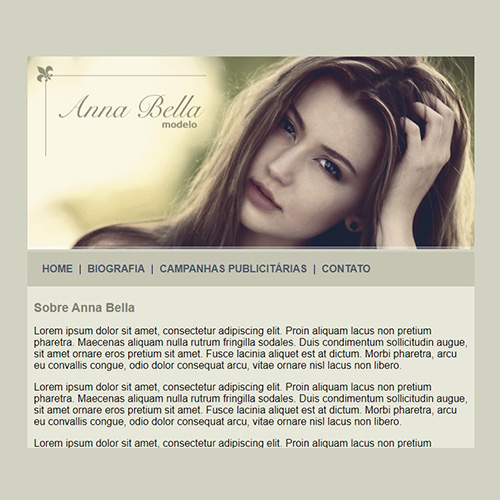 Anna Bella
modelo
HOME | BIOGRAFIA | CAMPANHAS PUBLICITÁRIAS | CONTATO
Sobre Anna Bella
Lorem ipsum dolor sit amet, consectetur adipiscing elit. Proin aliquam lacus non pretium
pharetra. Maecenas aliquam nulla rutrum fringilla sodales. Duis condimentum sollicitudin augue,
sit amet ornare eros pretium sit amet. Fusce lacinia aliquet est at dictum. Morbi pharetra, arcu
eu convallis congue, odio dolor consequat arcu, vitae ornare nisl lacus non libero.
Lorem ipsum dolor sit amet, consectetur adipiscing elit. Proin aliquam lacus non pretium
pharetra. Maecenas aliquam nulla rutrum fringilla sodales. Duis condimentum sollicitudin augue,
sit amet ornare eros pretium sit amet. Fusce lacinia aliquet est at dictum. Morbi pharetra, arcu
eu convallis congue, odio dolor consequat arcu, vitae ornare nisl lacus non libero.
Lorem ipsum dolor sit amet, consectetur adipiscing elit. Proin aliquam lacus non pretium